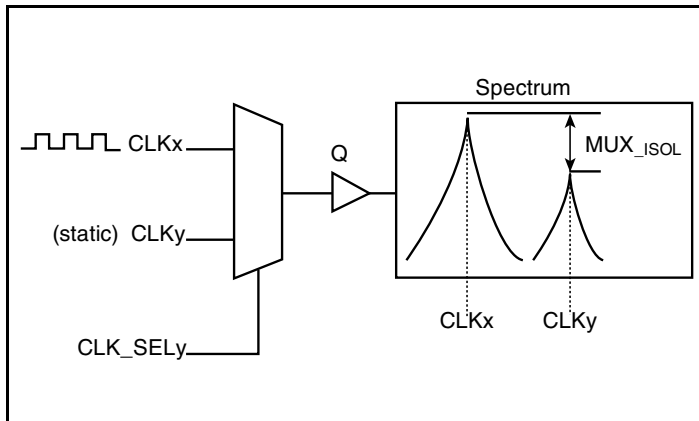 Spectrum
CLKx
Q
MUX_ISOL
(static) CLKy
CLKx CLKy
CLK_SELy